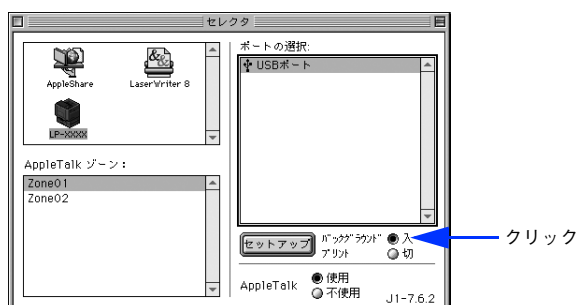 セレクタ
AppleShare
LaserWriter 8
LP-XXXX
AppleTalk ゾーン：
Zone01
Zone02
ポートの選択:
USBポート
セットアップ
バックグラウンド
プリント
入
切
クリック
AppleTalk
使用
不使用
J1-7.6.2